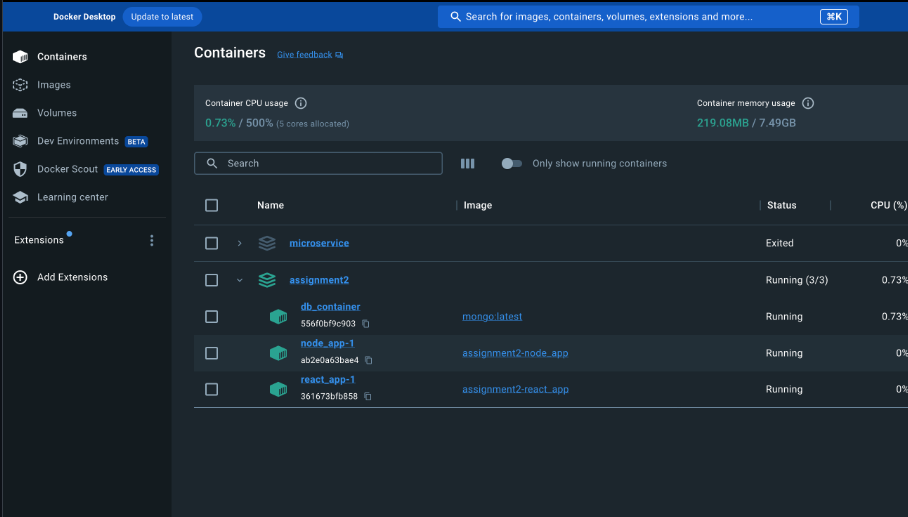 Docker Desktop Update to latest Search for images, containers, volumes, extensions and more... ⌘K
Containers
Images
Volumes
Dev Environments BETA
Docker Scout EARLY ACCESS
Learning center
Extensions
Add Extensions
Containers Give feedback
Container CPU usage
0.73% / 500% (5 cores allocated)
Container memory usage
219.08MB / 7.49GB
Search
Only show running containers
Name Image Status CPU (%)
microservice Exited 0%
assignment2 Running (3/3) 0.73%
db_container
556f0bf9c903 mongo:latest Running 0.73%
node_app-1
ab2e0a63bae4 assignment2-node_app Running 0%
react_app-1
361673bfb858 assignment2-react_app Running 0%